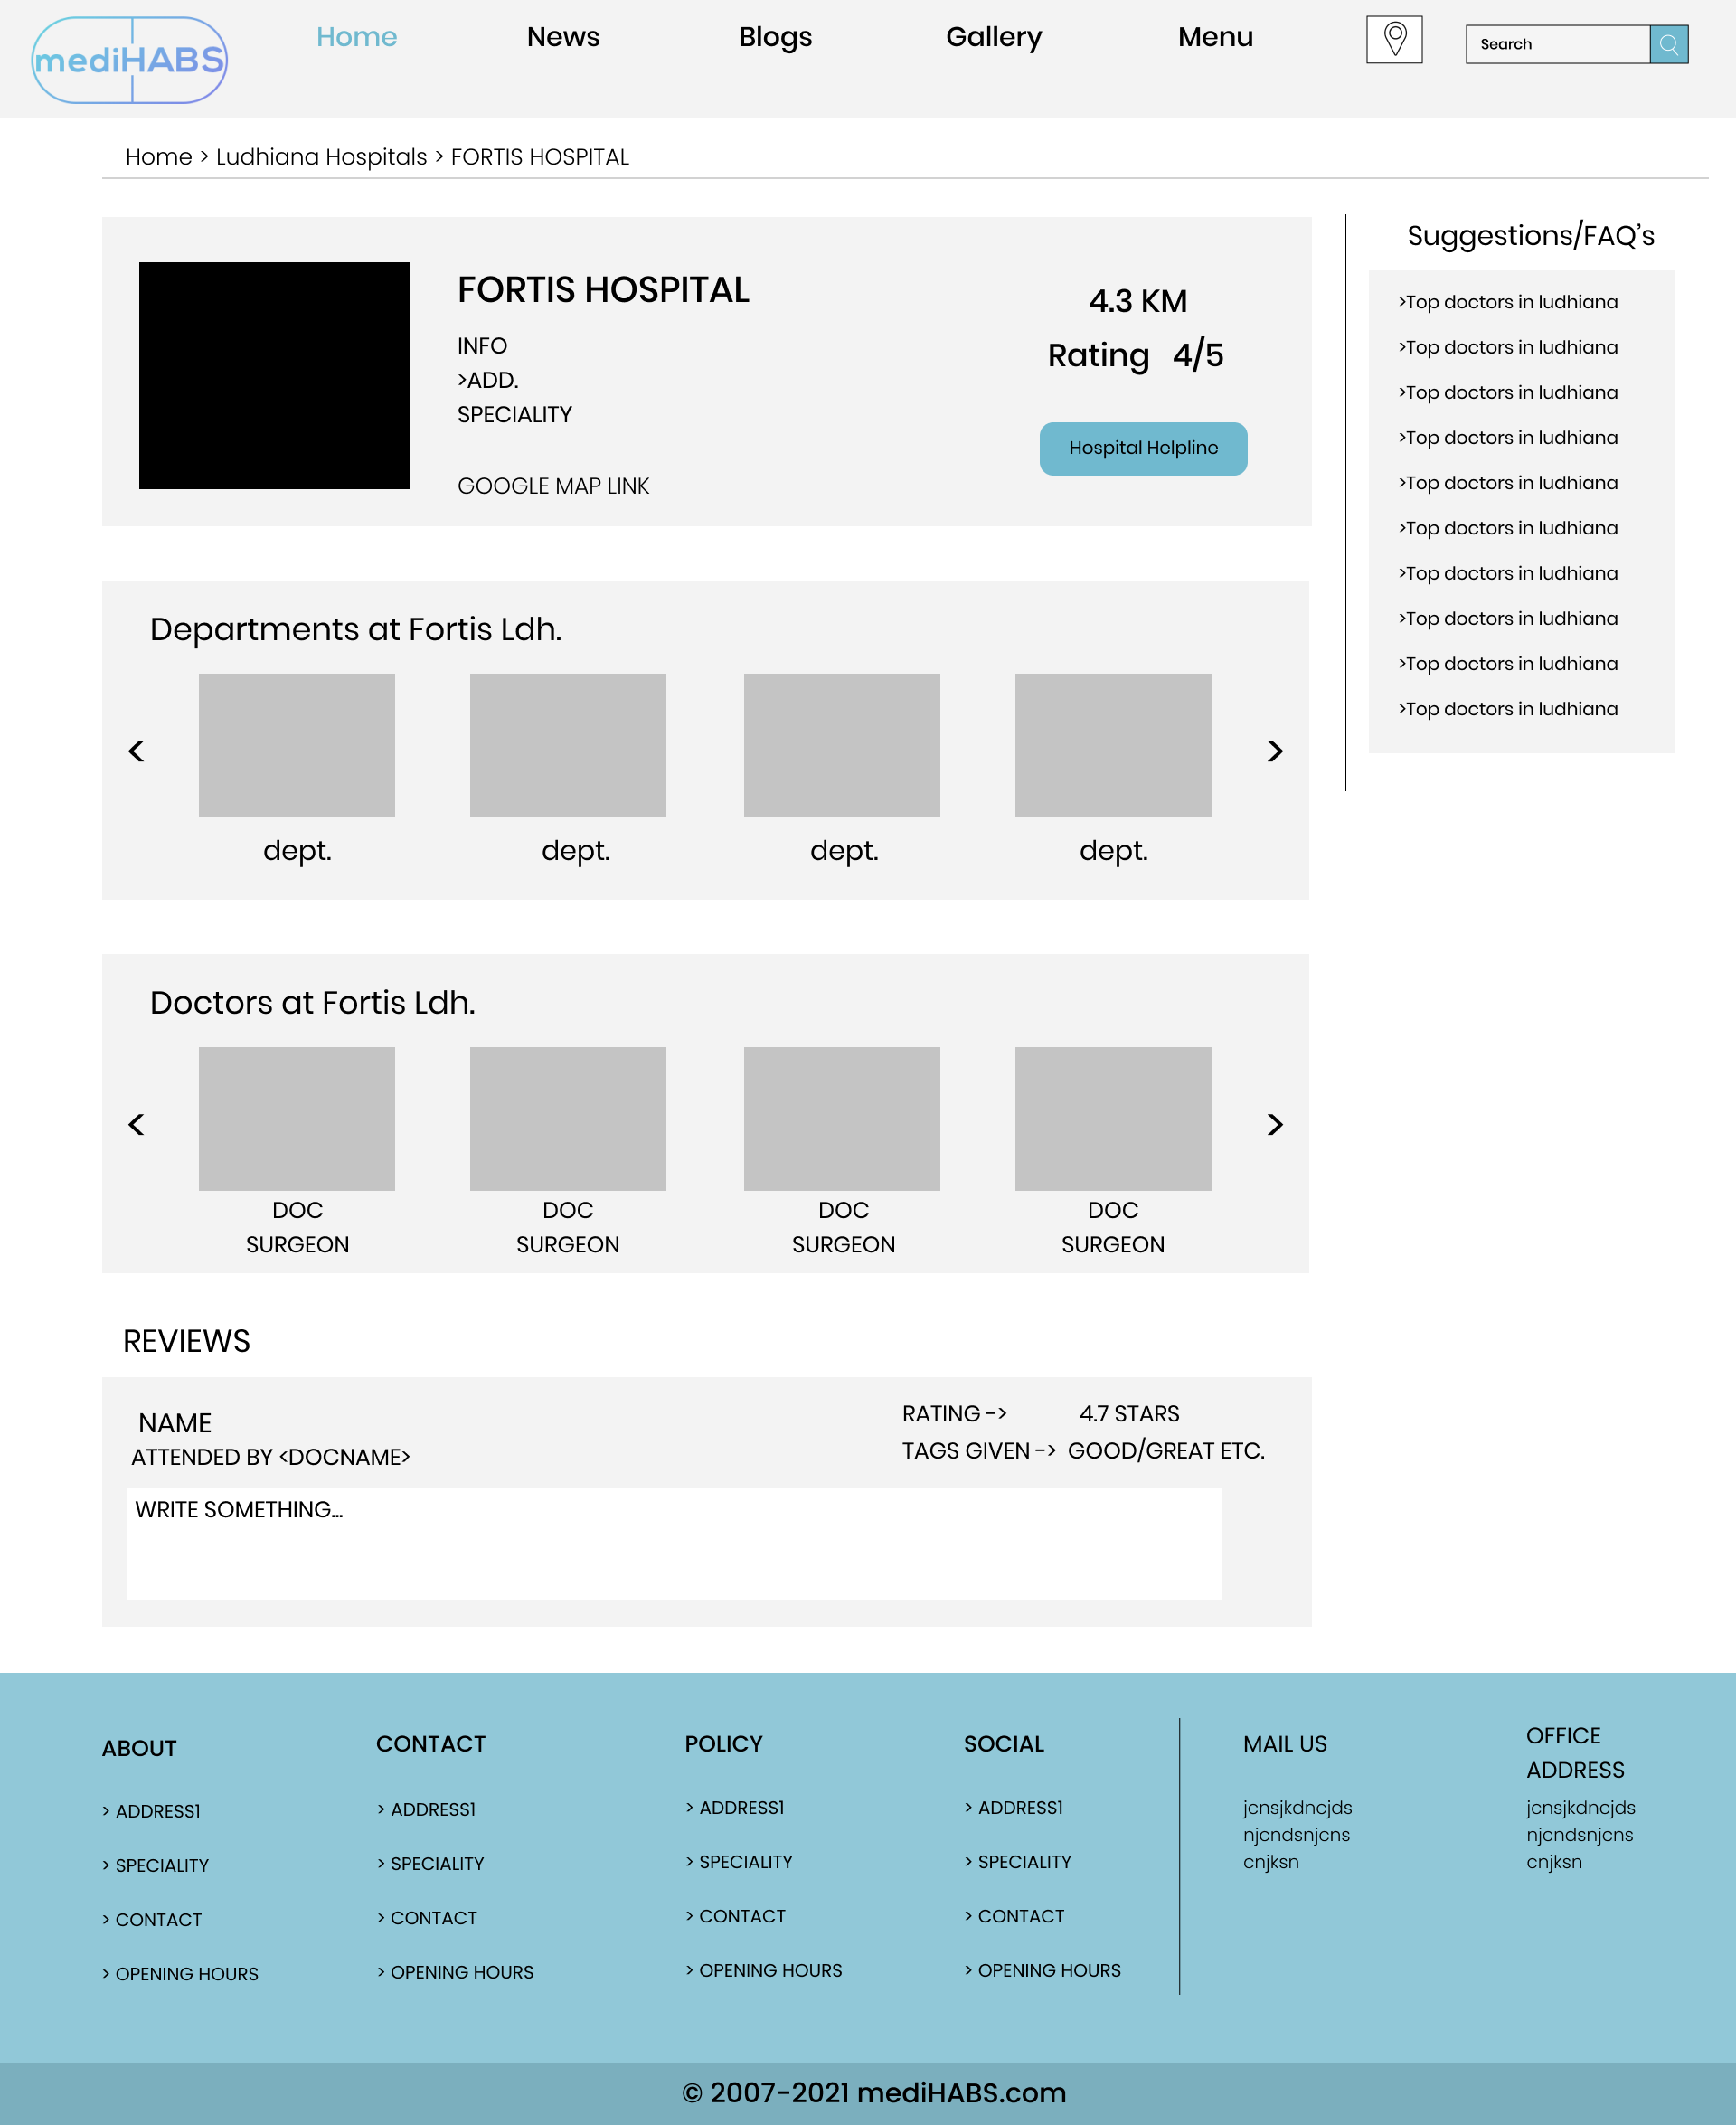 mediHABS
Home News Blogs Gallery Menu
Search
Home > Ludhiana Hospitals > FORTIS HOSPITAL
FORTIS HOSPITAL
INFO
>ADD.
SPECIALITY
GOOGLE MAP LINK
4.3 KM
Rating 4/5
Hospital Helpline
Suggestions/FAQ’s
>Top doctors in ludhiana
>Top doctors in ludhiana
>Top doctors in ludhiana
>Top doctors in ludhiana
>Top doctors in ludhiana
>Top doctors in ludhiana
>Top doctors in ludhiana
>Top doctors in ludhiana
>Top doctors in ludhiana
>Top doctors in ludhiana
Departments at Fortis Ldh.
< >
dept. dept. dept. dept.
Doctors at Fortis Ldh.
< >
DOC DOC DOC DOC
SURGEON SURGEON SURGEON SURGEON
REVIEWS
NAME
ATTENDED BY <DOCNAME>
RATING -> 4.7 STARS
TAGS GIVEN -> GOOD/GREAT ETC.
WRITE SOMETHING...
ABOUT
> ADDRESS1
> SPECIALITY
> CONTACT
> OPENING HOURS
CONTACT
> ADDRESS1
> SPECIALITY
> CONTACT
> OPENING HOURS
POLICY
> ADDRESS1
> SPECIALITY
> CONTACT
> OPENING HOURS
SOCIAL
> ADDRESS1
> SPECIALITY
> CONTACT
> OPENING HOURS
MAIL US
jcnsjkdncjds
njcndsnjcns
cnjksn
OFFICE
ADDRESS
jcnsjkdncjds
njcndsnjcns
cnjksn
© 2007-2021 mediHABS.com